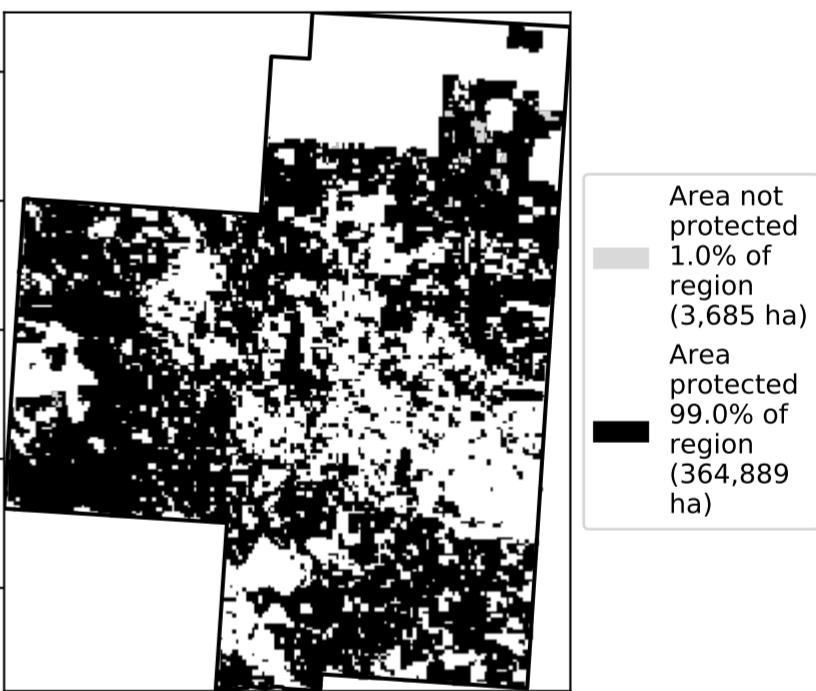 Area not
protected
1.0% of
region
(3,685 ha)
Area
protected
99.0% of
region
(364,889
ha)